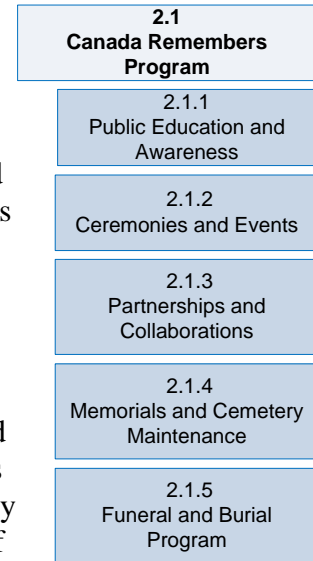 2.1
Canada Remembers
Program
2.1.1
Public Education and
Awareness
2.1.2
Ceremonies and Events
2.1.3
Partnerships and
Collaborations
2.1.4
Memorials and Cemetery
Maintenance
2.1.5
Funeral and Burial
Program